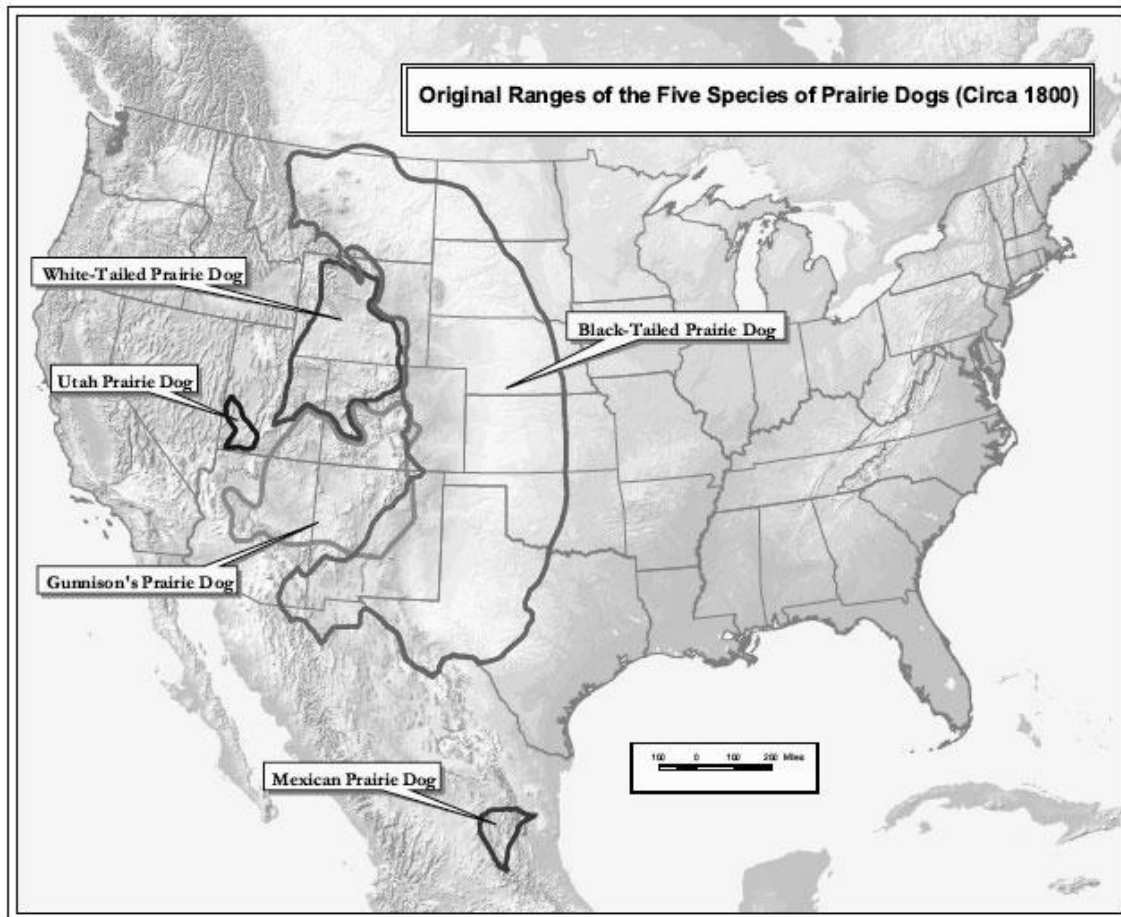 Original Ranges of the Five Species of Prairie Dogs (Circa 1800)
White-Tailed Prairie Dog
Black-Tailed Prairie Dog
Utah Prairie Dog
Gunnison's Prairie Dog
Mexican Prairie Dog
100 0 100 200 Miles